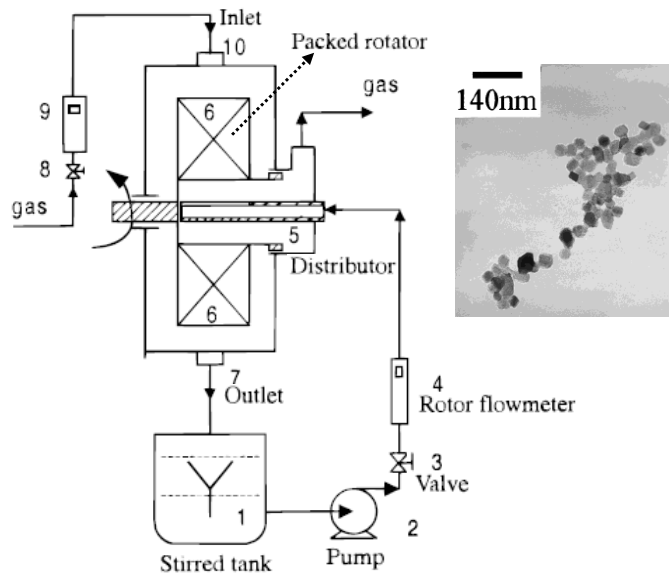 Inlet
10
Packed rotator
gas
9
6
8
gas
5
Distributor
6
7
Outlet
4
Rotor flowmeter
3
Valve
1
2
Stirred tank
Pump
140nm